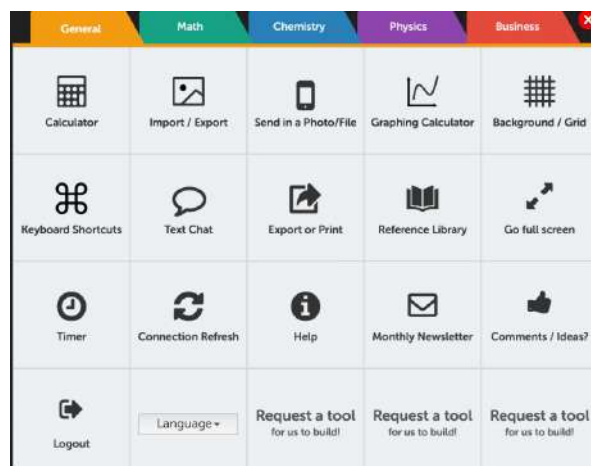 General Math Chemistry Physics Business
Calculator Import / Export Send in a Photo/File Graphing Calculator Background / Grid
Keyboard Shortcuts Text Chat Export or Print Reference Library Go full screen
Timer Connection Refresh Help Monthly Newsletter Comments / Ideas?
Logout Language Request a tool Request a tool Request a tool
for us to build! for us to build! for us to build!